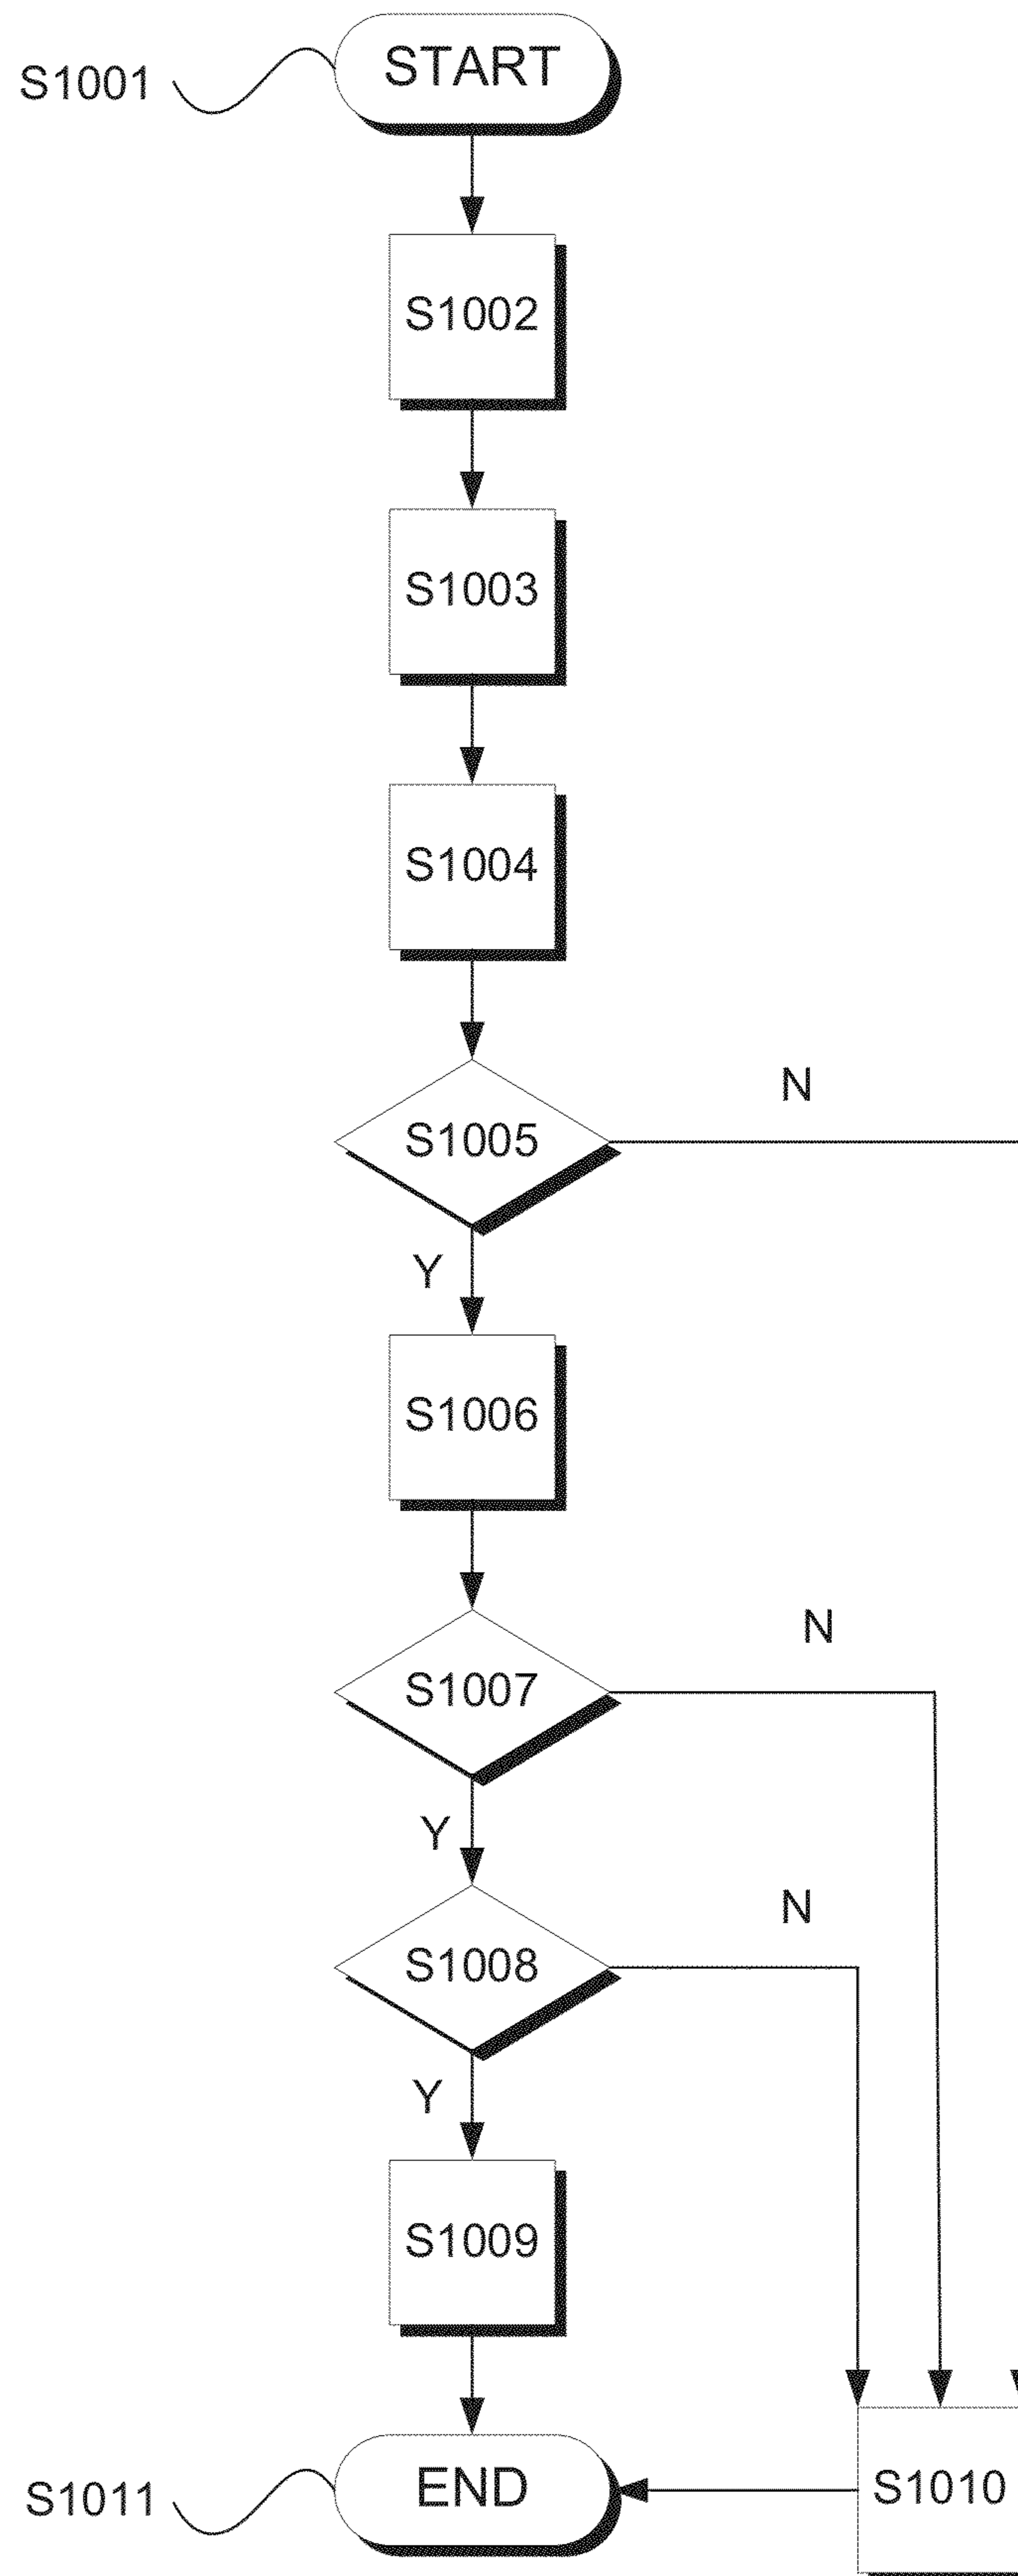 START
S1001
S1002
S1003
S1004
N
S1005
Y
S1006
N
S1007
Y
N
S1008
Y
S1009
END
S1010
S1011